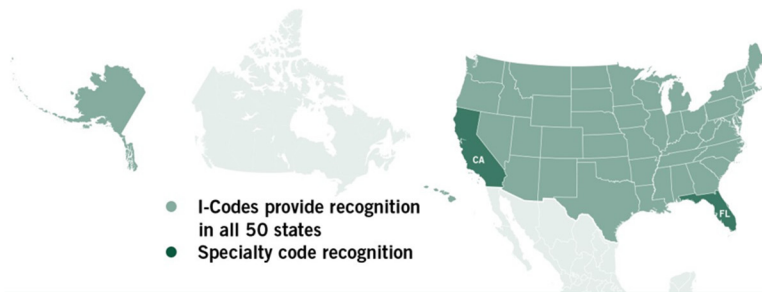 CA
FL
I-Codes provide recognition
in all 50 states
Specialty code recognition